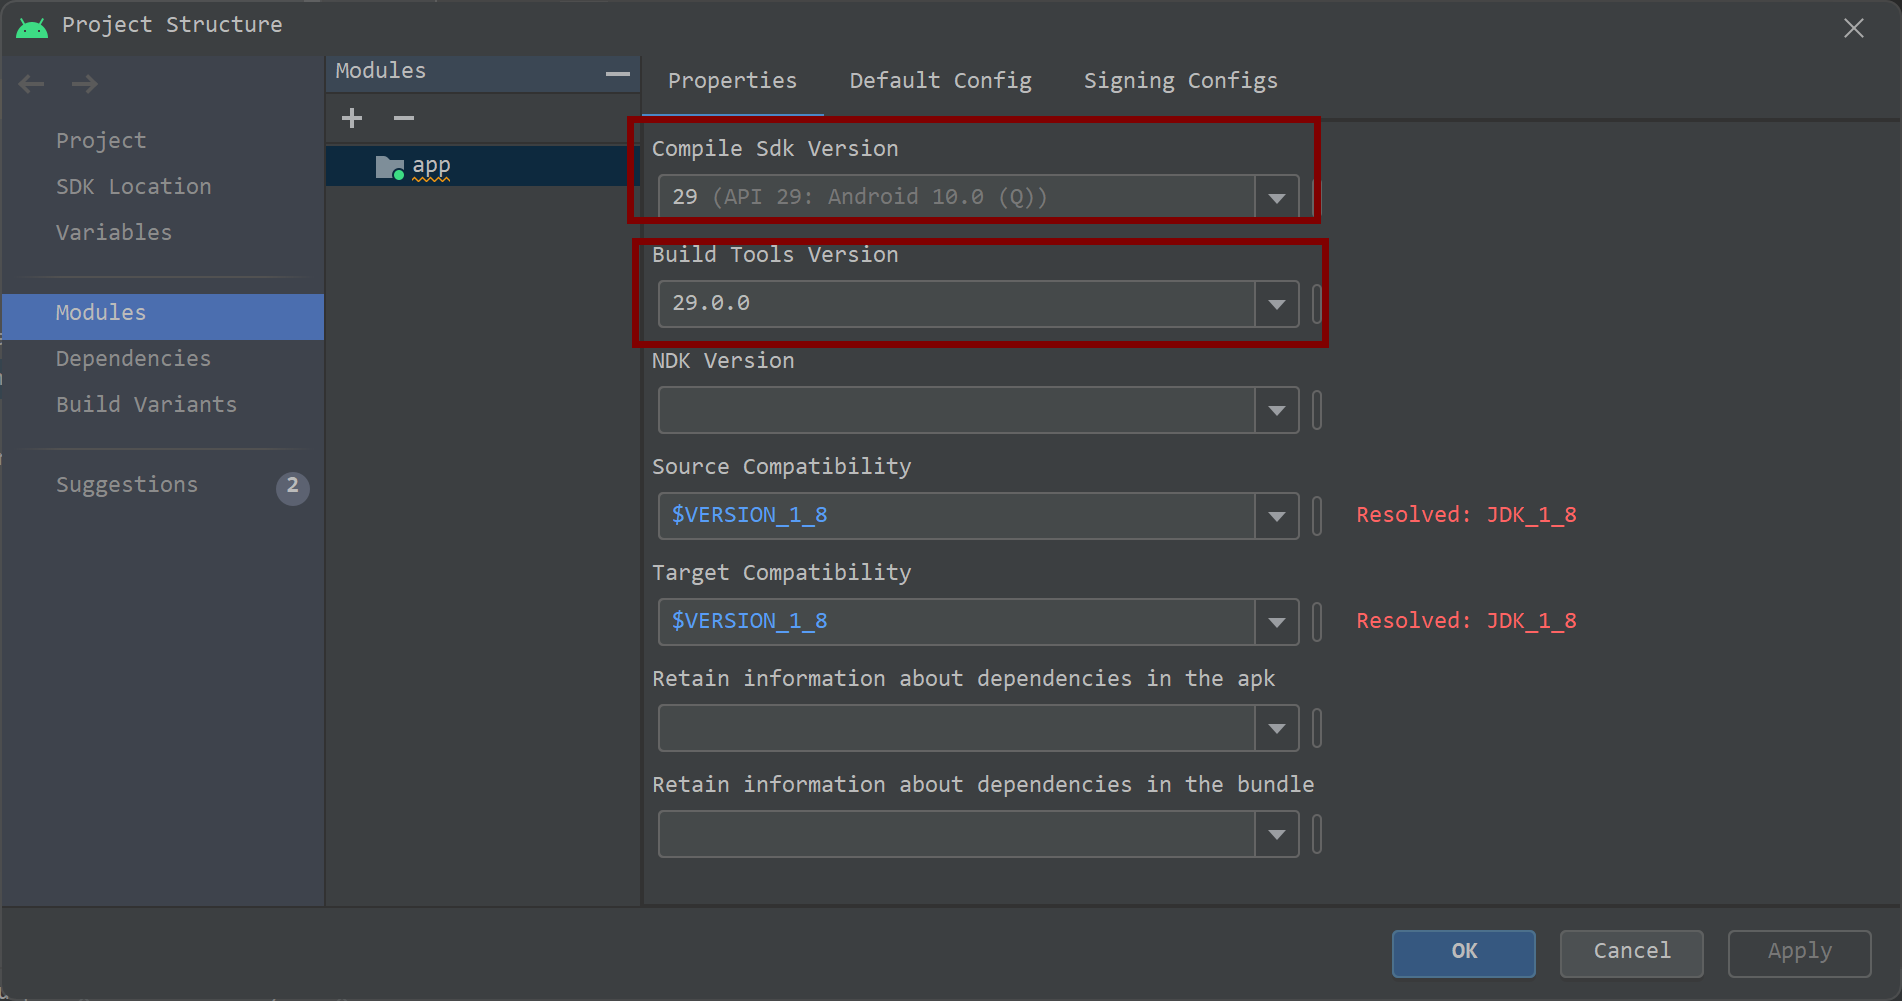 Project Structure
Project
SDK Location
Variables
Modules
Dependencies
Build Variants
Suggestions 2
Modules
app
Properties Default Config Signing Configs
Compile Sdk Version
29 (API 29: Android 10.0 (Q))
Build Tools Version
29.0.0
NDK Version
Source Compatibility
$VERSION_1_8 Resolved: JDK_1_8
Target Compatibility
$VERSION_1_8 Resolved: JDK_1_8
Retain information about dependencies in the apk
Retain information about dependencies in the bundle
OK Cancel Apply